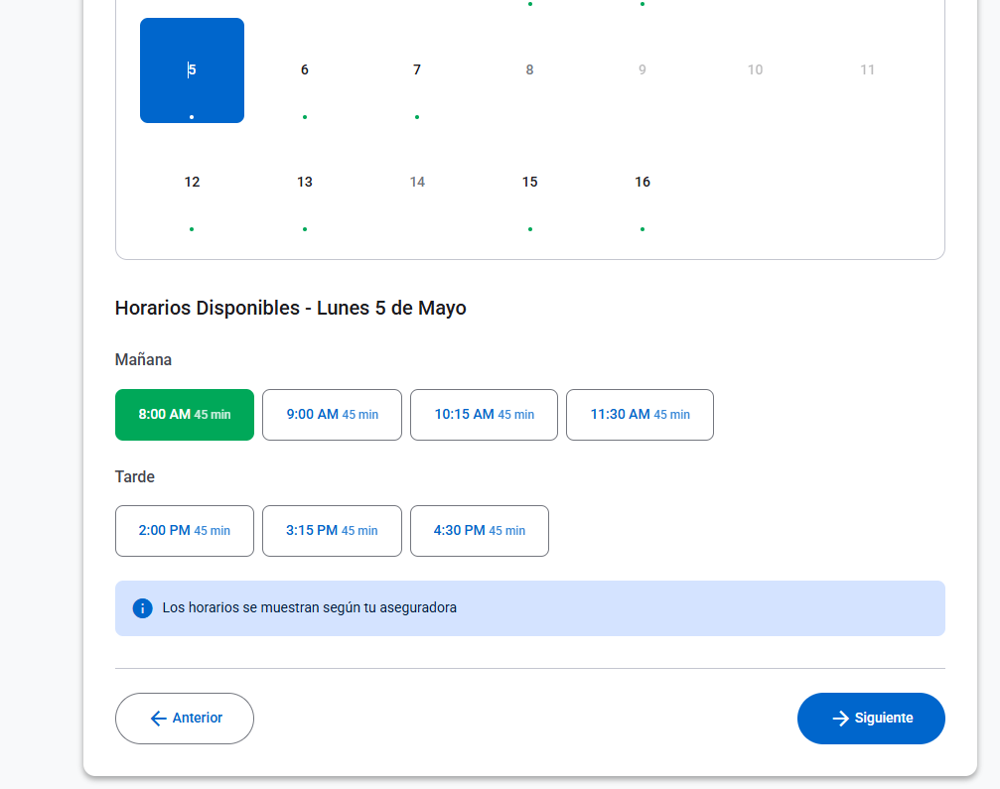 5 6 7 8 9 10 11
12 13 14 15 16
Horarios Disponibles - Lunes 5 de Mayo
Mañana
8:00 AM 45 min 9:00 AM 45 min 10:15 AM 45 min 11:30 AM 45 min
Tarde
2:00 PM 45 min 3:15 PM 45 min 4:30 PM 45 min
Los horarios se muestran según tu aseguradora
Anterior Siguiente